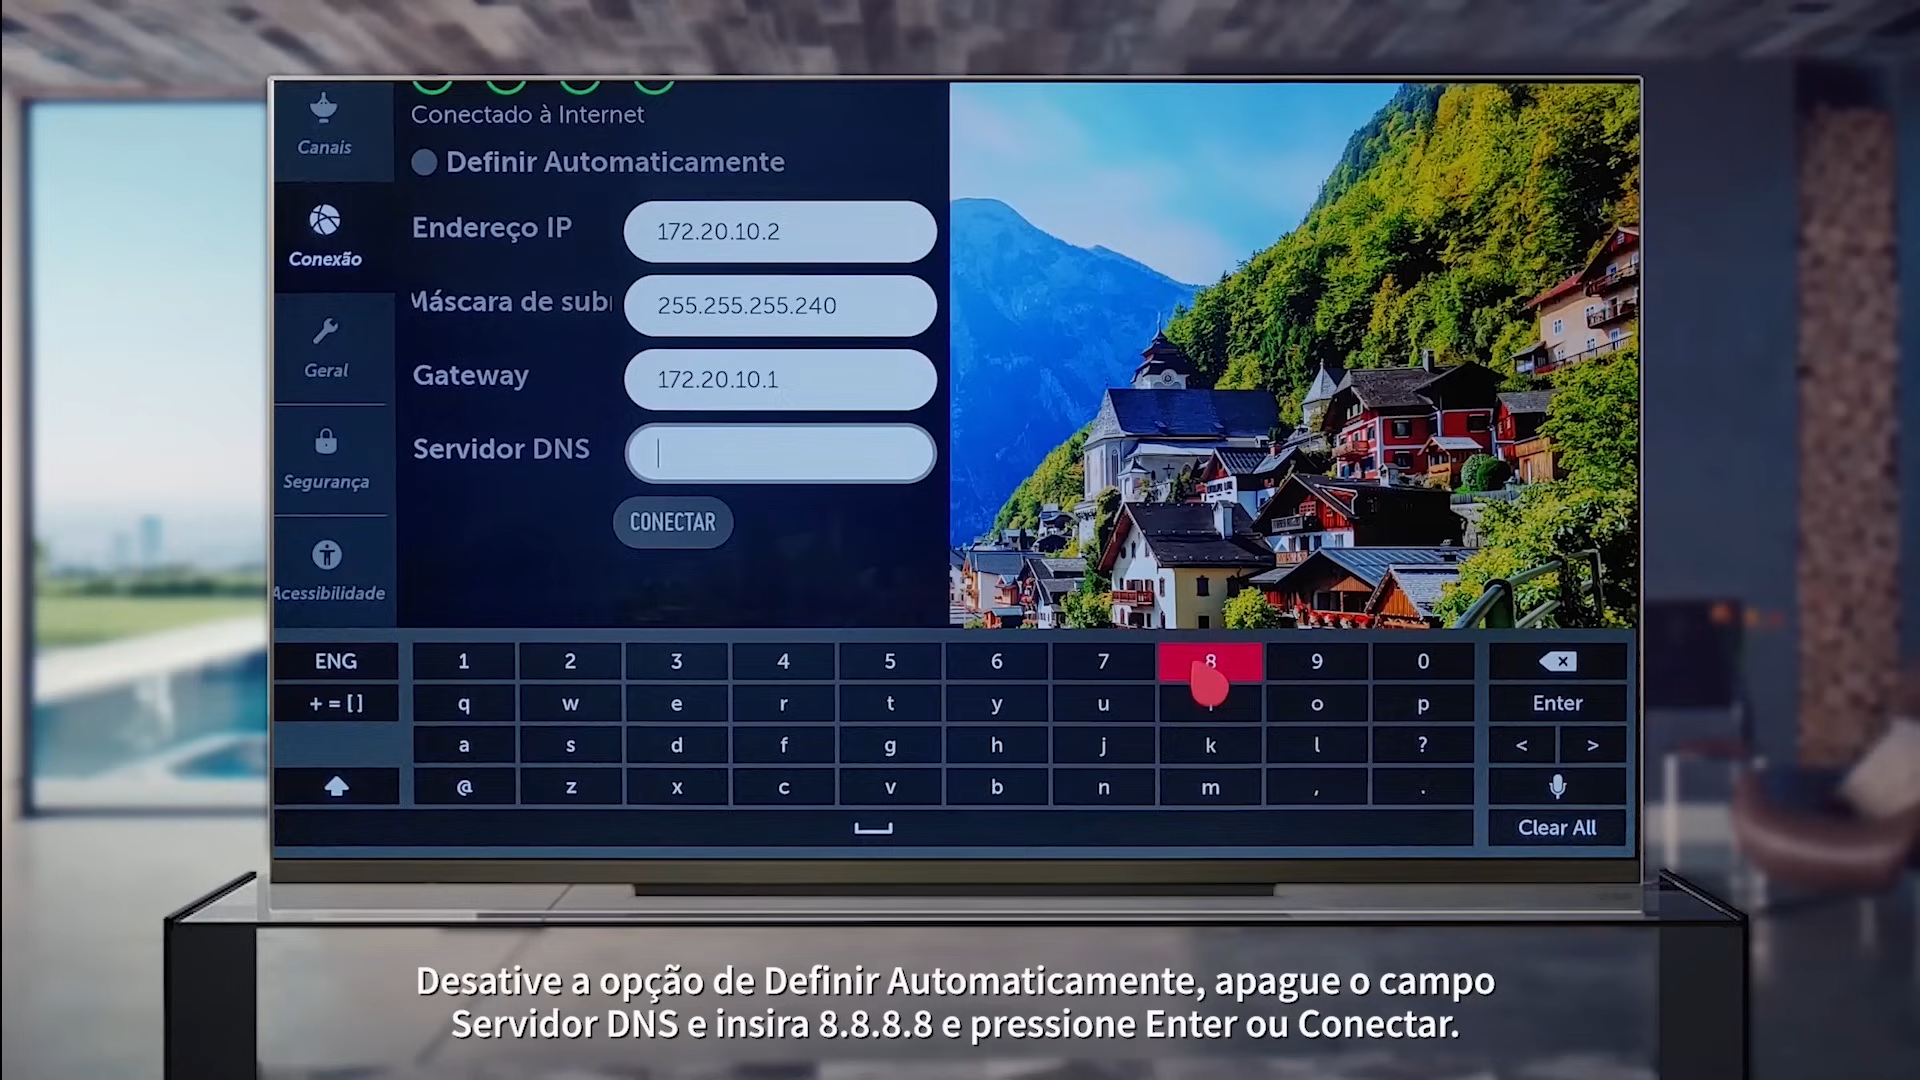 Conectado à Internet
Canais
Definir Automaticamente
Endereço IP
172.20.10.2
Conexão
Máscara de sub
255.255.255.240
Geral
Gateway
172.20.10.1
Servidor DNS
Segurança
CONECTAR
Acessibilidade
ENG 1 2 3 4 5 6 7 8 9 0
+ = [ ] q w e r t y u i o p Enter
a s d f g h j k l ? < >
@ z x c v b n m , .
Clear All
Desative a opção de Definir Automaticamente, apague o campo
Servidor DNS e insira 8.8.8.8 e pressione Enter ou Conectar.